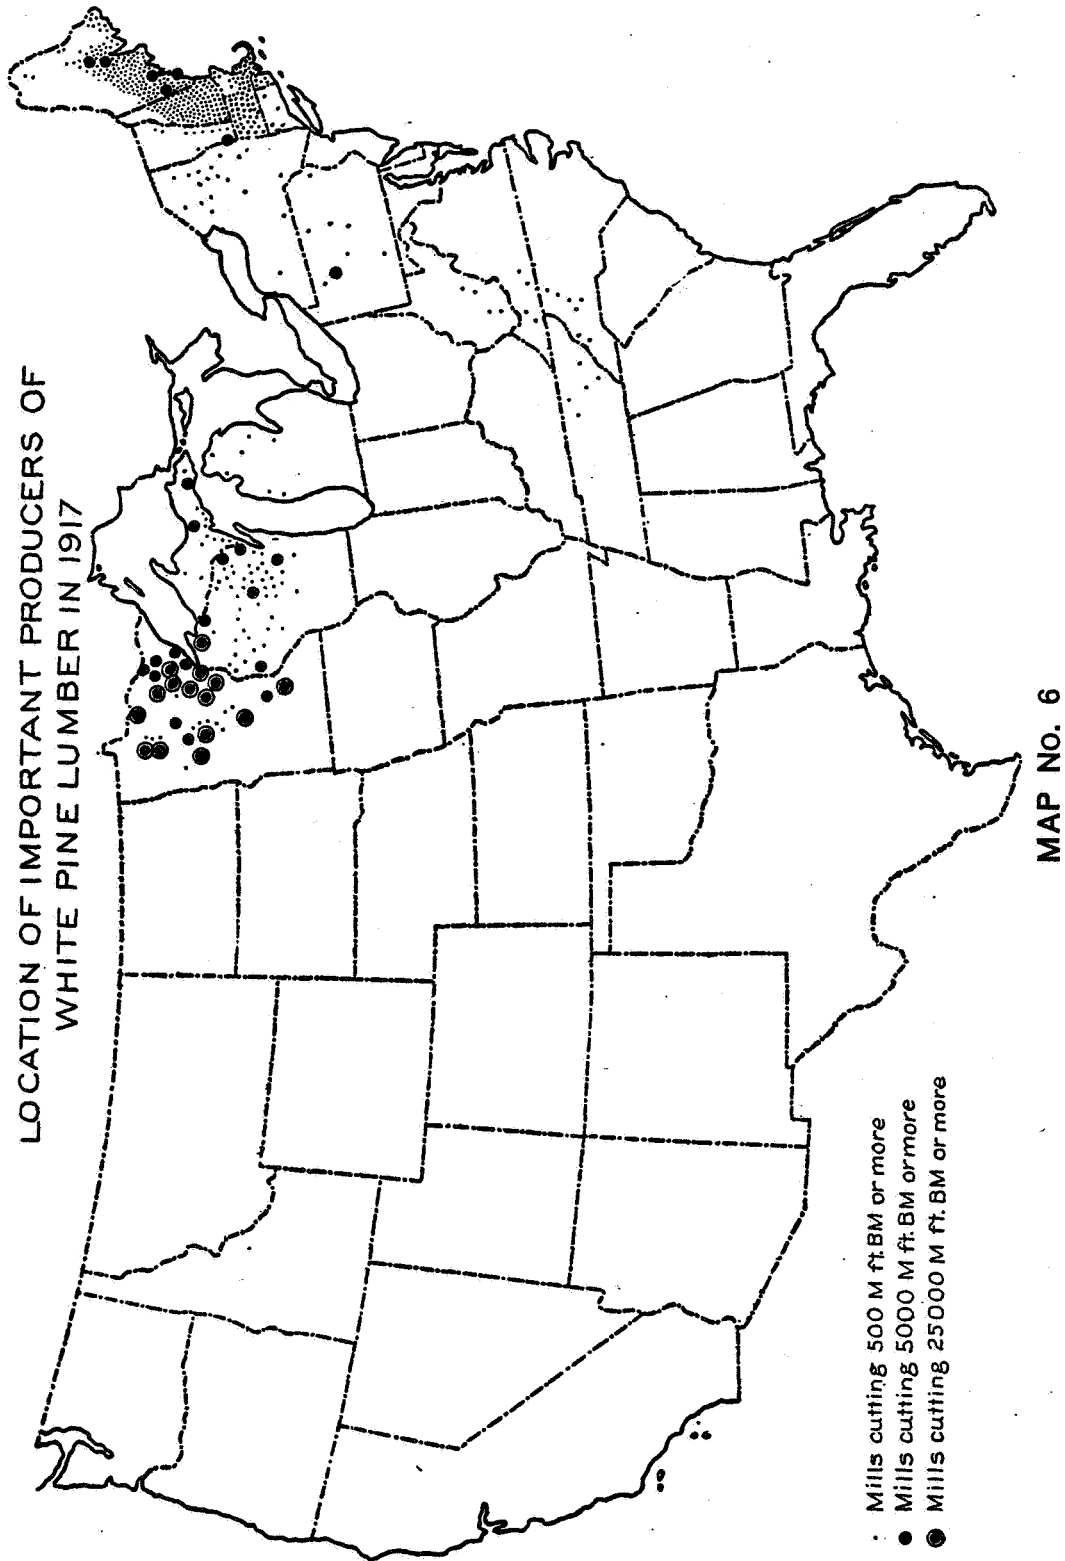 LOCATION OF IMPORTANT PRODUCERS OF
WHITE PINE LUMBER IN 1917
Mills cutting 500 M ft. BM or more
Mills cutting 5000 M ft. BM or more
Mills cutting 25000 M ft. BM or more
MAP No. 6